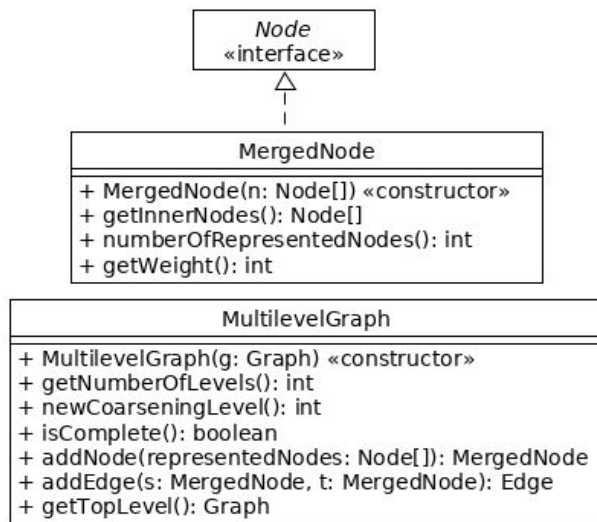 Node
«interface»
MergedNode
+ MergedNode(n: Node[]) «constructor»
+ getInnerNodes(): Node[]
+ numberOfRepresentedNodes(): int
+ getWeight(): int
MultilevelGraph
+ MultilevelGraph(g: Graph) «constructor»
+ getNumberOfLevels(): int
+ newCoarseningLevel(): int
+ isComplete(): boolean
+ addNode(representedNodes: Node[]): MergedNode
+ addEdge(s: MergedNode, t: MergedNode): Edge
+ getTopLevel(): Graph